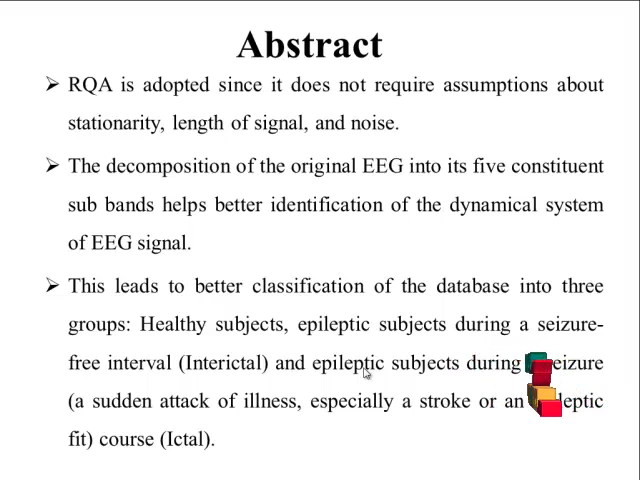 Abstract
➢ RQA is adopted since it does not require assumptions about
stationarity, length of signal, and noise.
➢ The decomposition of the original EEG into its five constituent
sub bands helps better identification of the dynamical system
of EEG signal.
➢ This leads to better classification of the database into three
groups: Healthy subjects, epileptic subjects during a seizure-
free interval (Interictal) and epileptic subjects during
(a sudden attack of illness, especially a stroke or an
fit) course (Ictal).